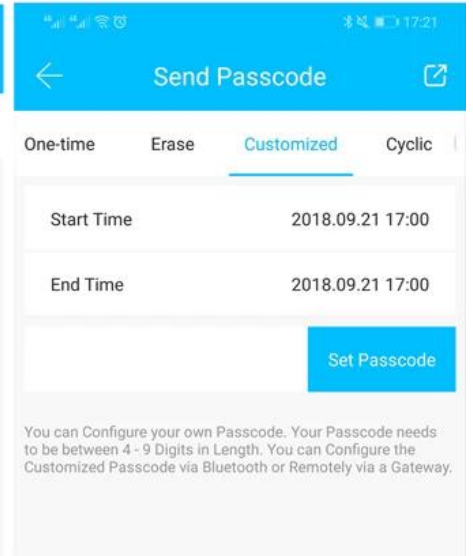 17:21
Send Passcode
One-time Erase Customized Cyclic
Start Time 2018.09.21 17:00
End Time 2018.09.21 17:00
Set Passcode
You can Configure your own Passcode. Your Passcode needs
to be between 4 - 9 Digits in Length. You can Configure the
Customized Passcode via Bluetooth or Remotely via a Gateway.